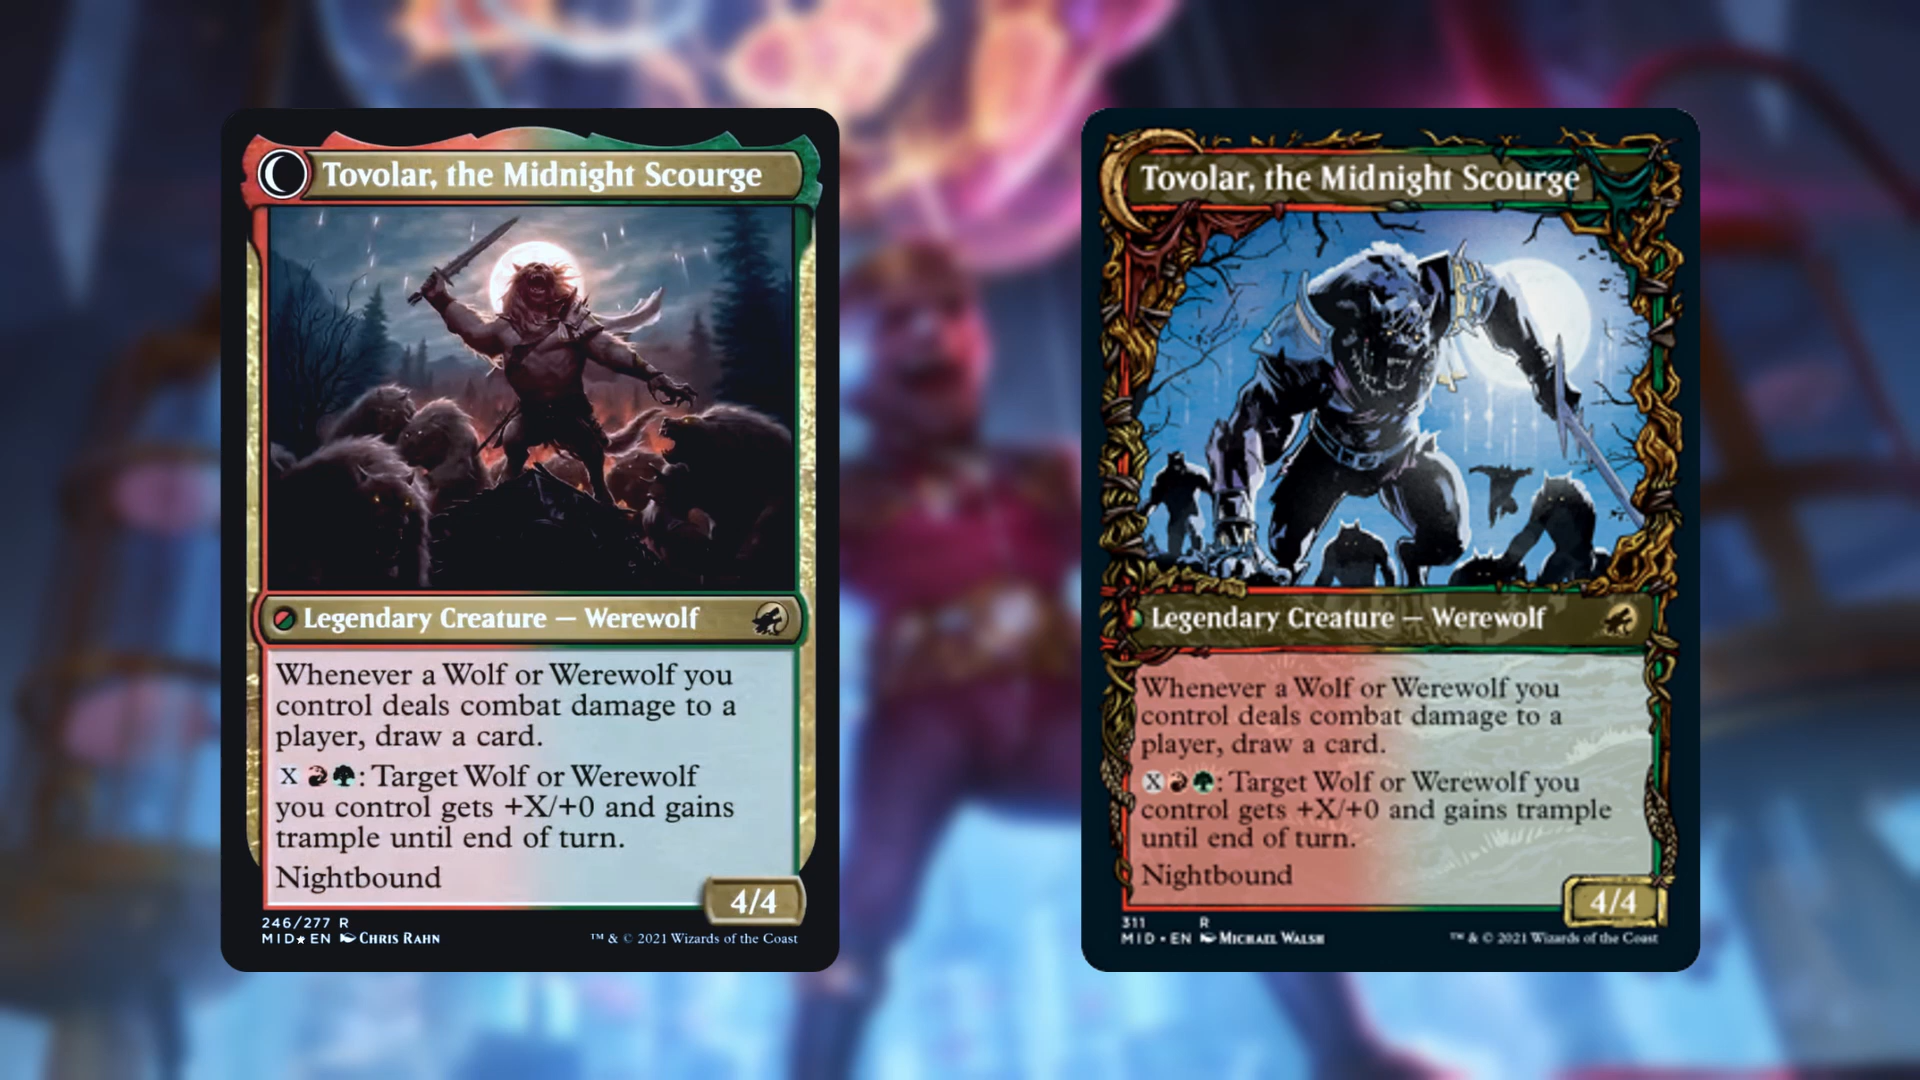 Tovolar, the Midnight Scourge
Legendary Creature — Werewolf
Whenever a Wolf or Werewolf you
control deals combat damage to a
player, draw a card.
X : Target Wolf or Werewolf
you control gets +X/+0 and gains
trample until end of turn.
Nightbound
4/4
246/277 R
MID★EN Chris Rahn
™ & © 2021 Wizards of the Coast
Tovolar, the Midnight Scourge
Legendary Creature — Werewolf
Whenever a Wolf or Werewolf you
control deals combat damage to a
player, draw a card.
X : Target Wolf or Werewolf you
control gets +X/+0 and gains trample
until end of turn.
Nightbound
4/4
311 R
MID • EN Michael Walsh
™ & © 2021 Wizards of the Coast